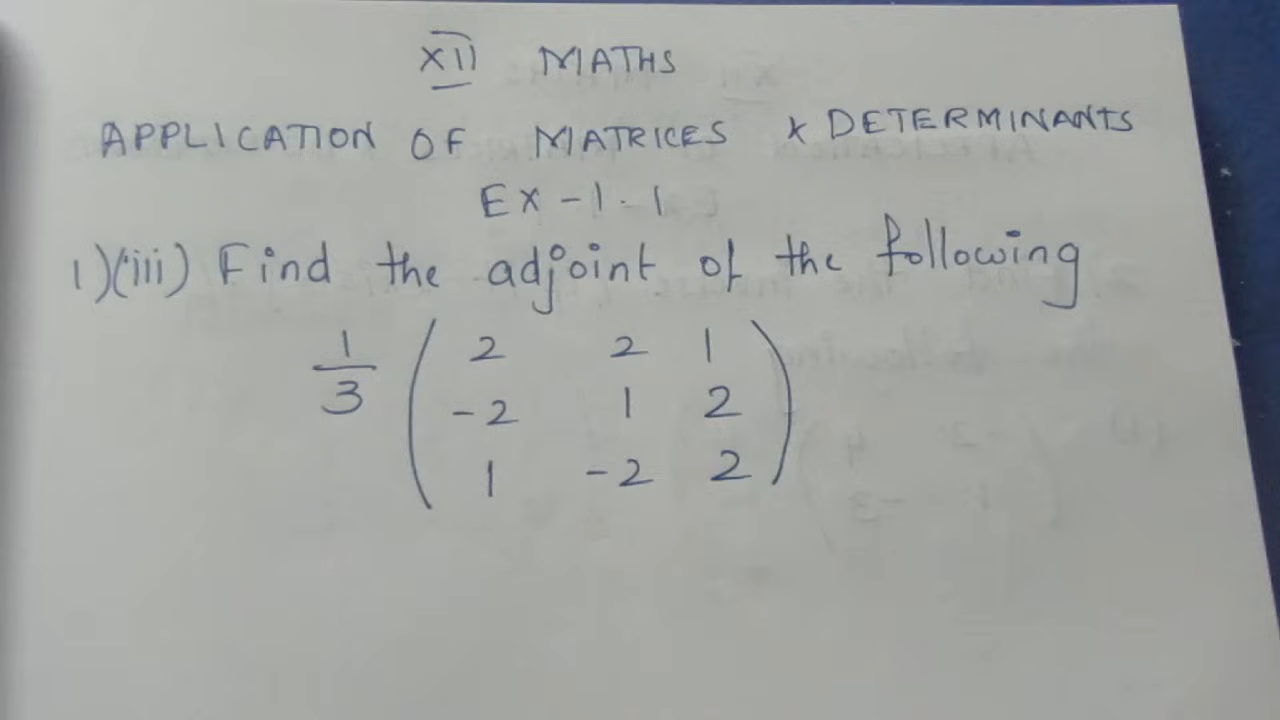 XII MATHS
APPLICATION OF MATRICES & DETERMINANTS
EX-1.1
1)(iii) Find the adjoint of the following
1/3 ( 2 2 1
-2 1 2
1 -2 2 )